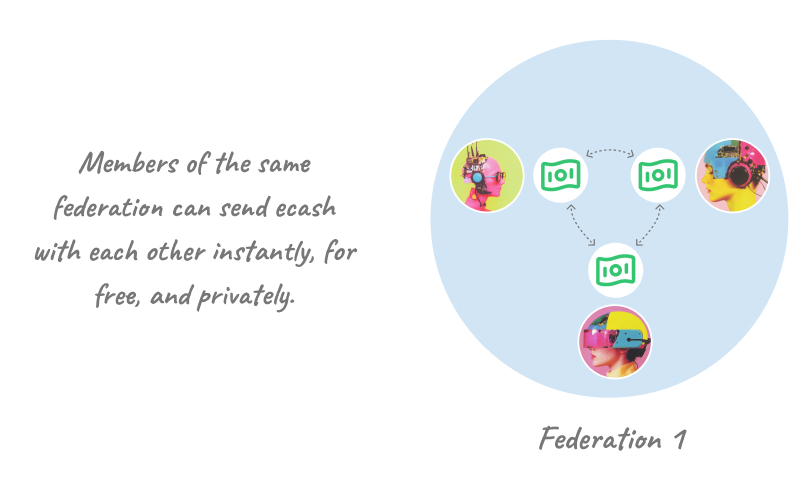 Members of the same
federation can send ecash
with each other instantly, for
free, and privately.
Federation 1